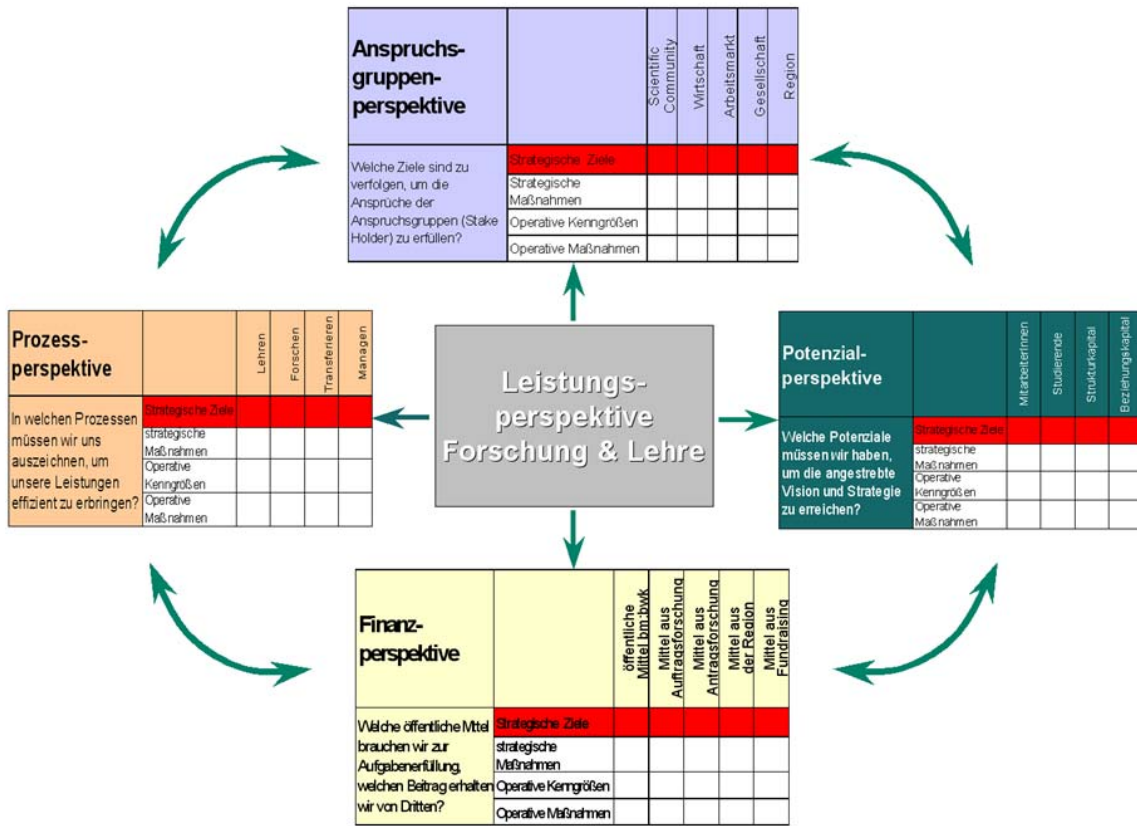 Anspruchs-
gruppen-
perspektive
Scientific
Community
Wirtschaft
Arbeitsmarkt
Gesellschaft
Region
Welche Ziele sind zu
verfolgen, um die
Ansprüche der
Anspruchsgruppen (Stake
Holder) zu erfüllen?
Strategische Ziele
Strategische
Maßnahmen
Operative Kenngrößen
Operative Maßnahmen
Prozess-
perspektive
Lehren
Forschen
Transferieren
Managen
In welchen Prozessen
müssen wir uns
auszeichnen, um
unsere Leistungen
effizient zu erbringen?
Strategische Ziele
strategische
Maßnahmen
Operative
Kenngrößen
Operative
Maßnahmen
Leistungs-
perspektive
Forschung & Lehre
Potenzial-
perspektive
MitarbeiterInnen
Studierende
Strukturkapital
Beziehungskapital
Welche Potenziale
müssen wir haben,
um die angestrebte
Vision und Strategie
zu erreichen?
Strategische Ziele
strategische
Maßnahmen
Operative
Kenngrößen
Operative
Maßnahmen
Finanz-
perspektive
öffentliche
Mittel bm:bwk
Mittel aus
Auftragsforschung
Mittel aus
Antragsforschung
Mittel aus
der Region
Mittel aus
Fundraising
Welche öffentliche Mittel
brauchen wir zur
Aufgabenerfüllung,
welchen Beitrag erhalten
wir von Dritten?
Strategische Ziele
strategische
Maßnahmen
Operative Kenngrößen
Operative Maßnahmen